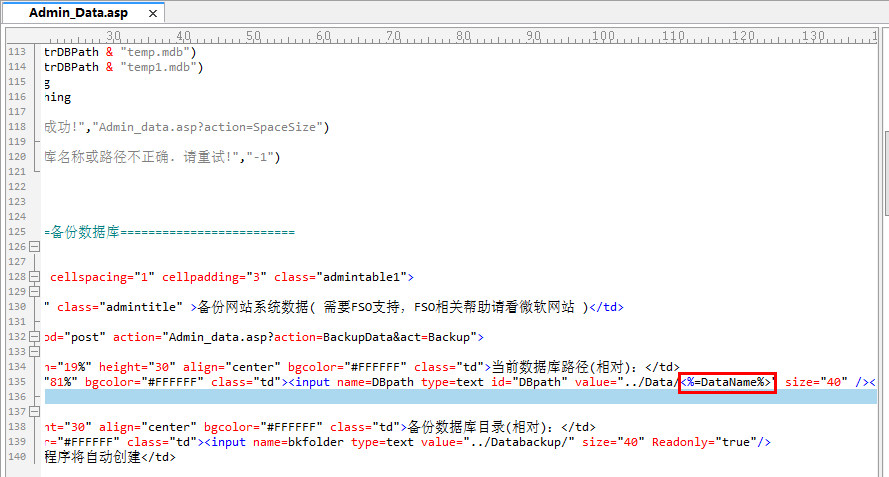 Admin_Data.asp ×
30 40 50 60 70 80 90 100 110 120 130
113 trDBPath & "temp.mdb")
114 trDBPath & "temp1.mdb")
115 g
116 ning
117
118 成功!","Admin_data.asp?action=SpaceSize")
119
120 库名称或路径不正确. 请重试!","-1")
121
122
123
124
125 =备份数据库=========================
126
127
128 cellspacing="1" cellpadding="3" class="admintable1">
129
130 " class="admintitle" >备份网站系统数据( 需要FSO支持，FSO相关帮助请看微软网站 )</td>
131
132 od="post" action="Admin_data.asp?action=BackupData&act=Backup">
133
134 h="19%" height="30" align="center" bgcolor="#FFFFFF" class="td">当前数据库路径(相对)：</td>
135 "81%" bgcolor="#FFFFFF" class="td"><input name=DBpath type=text id="DBpath" value="../Data/<%=DataName%>" size="40" /><
136
137
138 ht="30" align="center" bgcolor="#FFFFFF" class="td">备份数据库目录(相对)：</td>
139 r="#FFFFFF" class="td"><input name=bkfolder type=text value="../Databackup/" size="40" Readonly="true"/>
140 程序将自动创建</td>